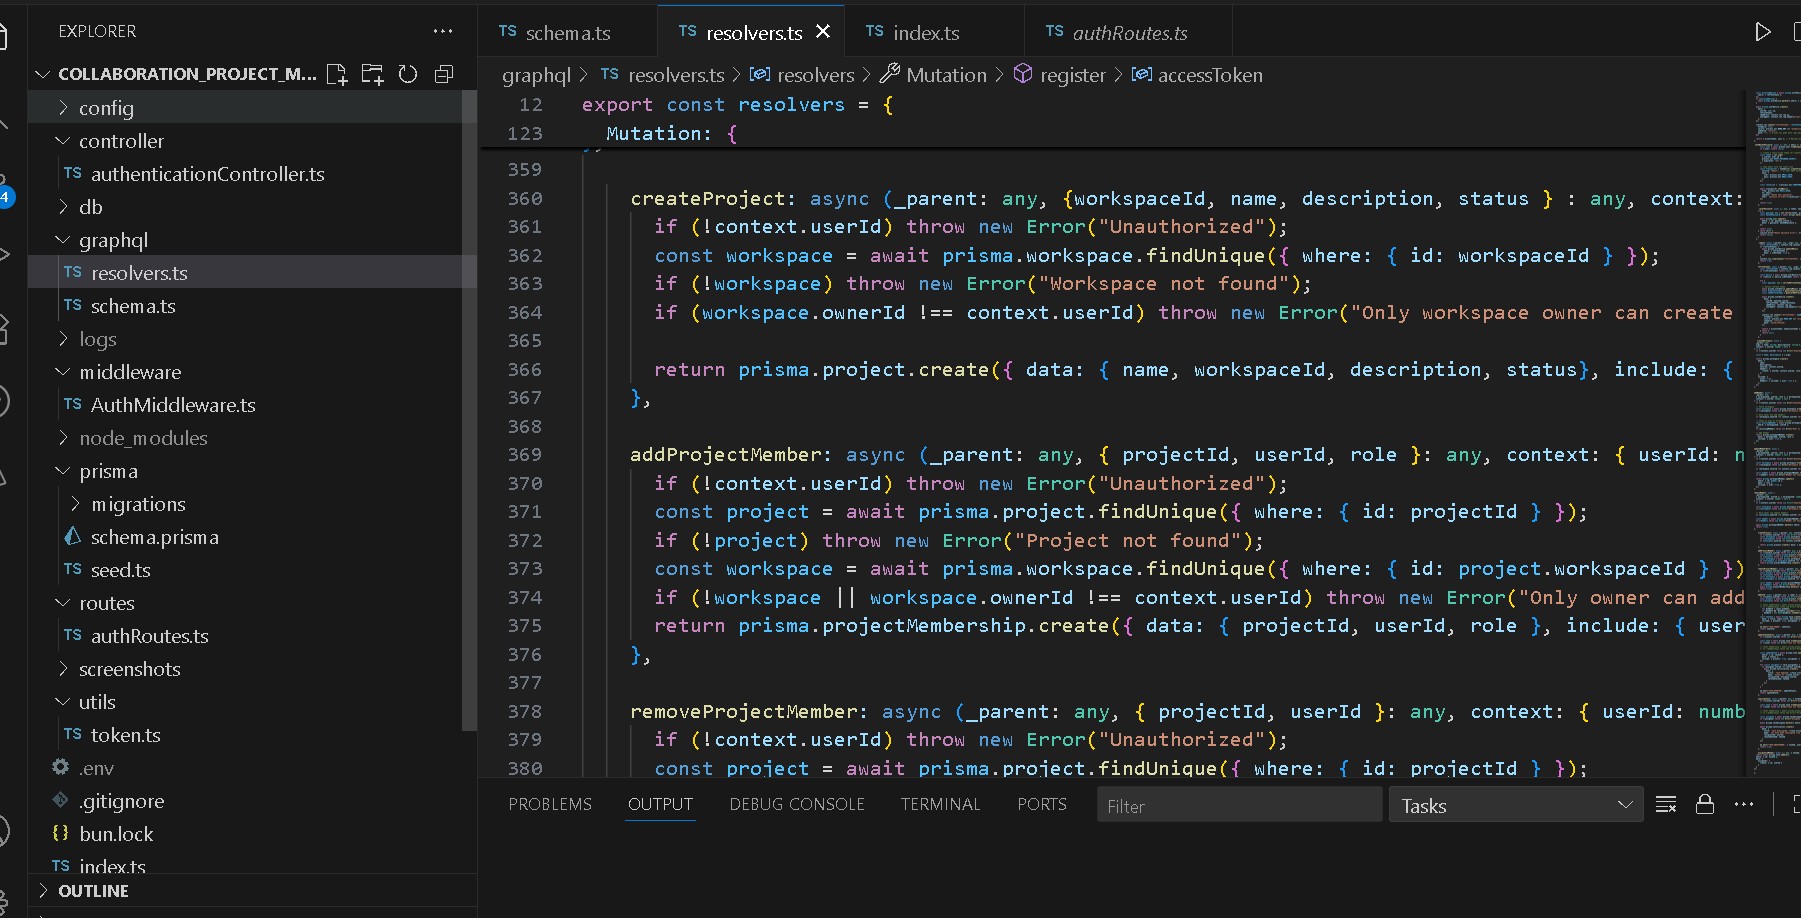 EXPLORER
COLLABORATION_PROJECT_M...
config
controller
TS authenticationController.ts
db
graphql
TS resolvers.ts
TS schema.ts
logs
middleware
TS AuthMiddleware.ts
node_modules
prisma
migrations
schema.prisma
TS seed.ts
routes
TS authRoutes.ts
screenshots
utils
TS token.ts
.env
.gitignore
{} bun.lock
TS index.ts
OUTLINE
4
TS schema.ts TS resolvers.ts TS index.ts TS authRoutes.ts
graphql > TS resolvers.ts > resolvers > Mutation > register > accessToken
12 export const resolvers = {
123 Mutation: {
359
360 createProject: async (_parent: any, {workspaceId, name, description, status } : any, context:
361 if (!context.userId) throw new Error("Unauthorized");
362 const workspace = await prisma.workspace.findUnique({ where: { id: workspaceId } });
363 if (!workspace) throw new Error("Workspace not found");
364 if (workspace.ownerId !== context.userId) throw new Error("Only workspace owner can create
365
366 return prisma.project.create({ data: { name, workspaceId, description, status}, include: {
367 },
368
369 addProjectMember: async (_parent: any, { projectId, userId, role }: any, context: { userId: n
370 if (!context.userId) throw new Error("Unauthorized");
371 const project = await prisma.project.findUnique({ where: { id: projectId } });
372 if (!project) throw new Error("Project not found");
373 const workspace = await prisma.workspace.findUnique({ where: { id: project.workspaceId } })
374 if (!workspace || workspace.ownerId !== context.userId) throw new Error("Only owner can add
375 return prisma.projectMembership.create({ data: { projectId, userId, role }, include: { user
376 },
377
378 removeProjectMember: async (_parent: any, { projectId, userId }: any, context: { userId: numb
379 if (!context.userId) throw new Error("Unauthorized");
380 const project = await prisma.project.findUnique({ where: { id: projectId } });
PROBLEMS OUTPUT DEBUG CONSOLE TERMINAL PORTS Filter Tasks